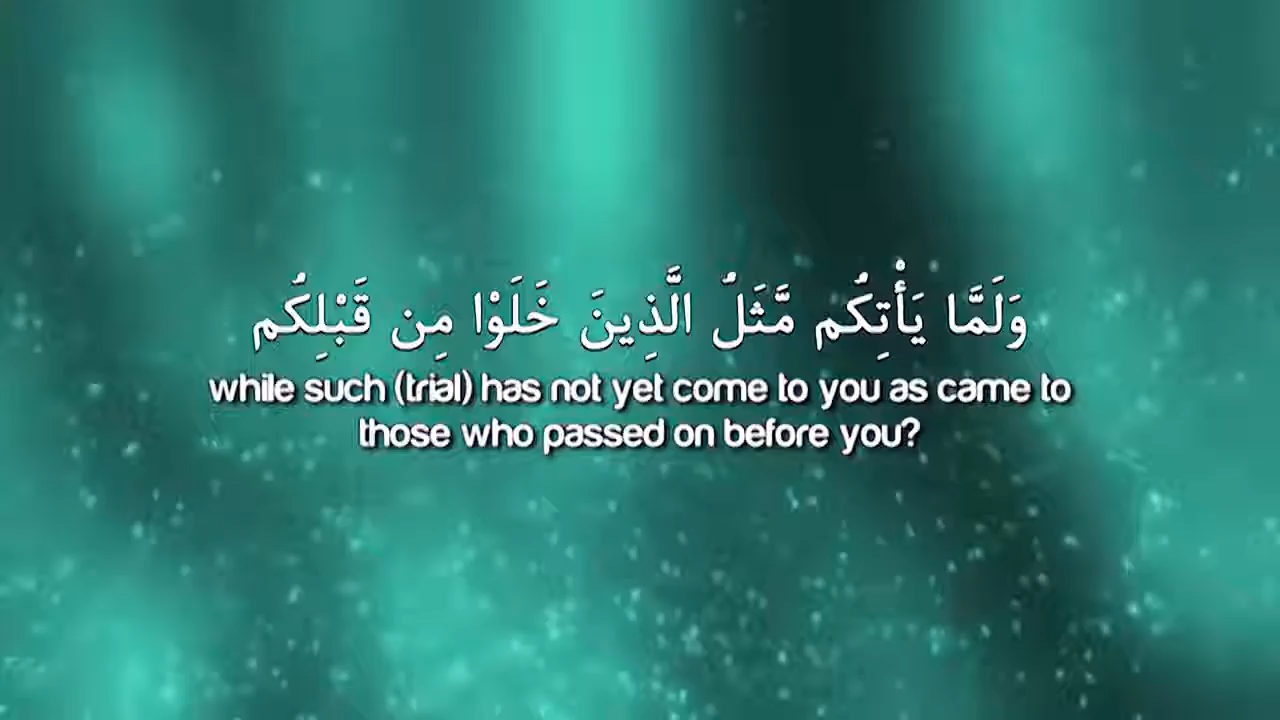 وَلَمَّا يَأْتِكُم مَّثَلُ الَّذِينَ خَلَوْا مِن قَبْلِكُم
while such (trial) has not yet come to you as came to
those who passed on before you?